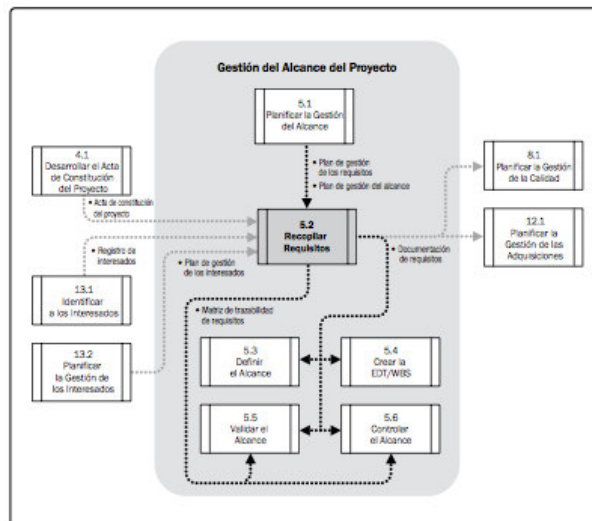 Gestión del Alcance del Proyecto
5.1
Planificar la Gestión
del Alcance
4.1
Desarrollar el Acta
de Constitución
del Proyecto
• Plan de gestión
de los requisitos
• Plan de gestión del alcance
8.1
Planificar la Gestión
de la Calidad
• Acta de constitución
del proyecto
5.2
Recopilar
Requisitos
12.1
Planificar la
Gestión de las
Adquisiciones
• Registro de
interesados
• Plan de gestión
de los interesados
• Documentación
de requisitos
13.1
Identificar
a los Interesados
• Matriz de trazabilidad
de requisitos
13.2
Planificar
la Gestión de
los Interesados
5.3
Definir
el Alcance
5.4
Crear la
EDT/WBS
5.5
Validar el
Alcance
5.6
Controlar
el Alcance